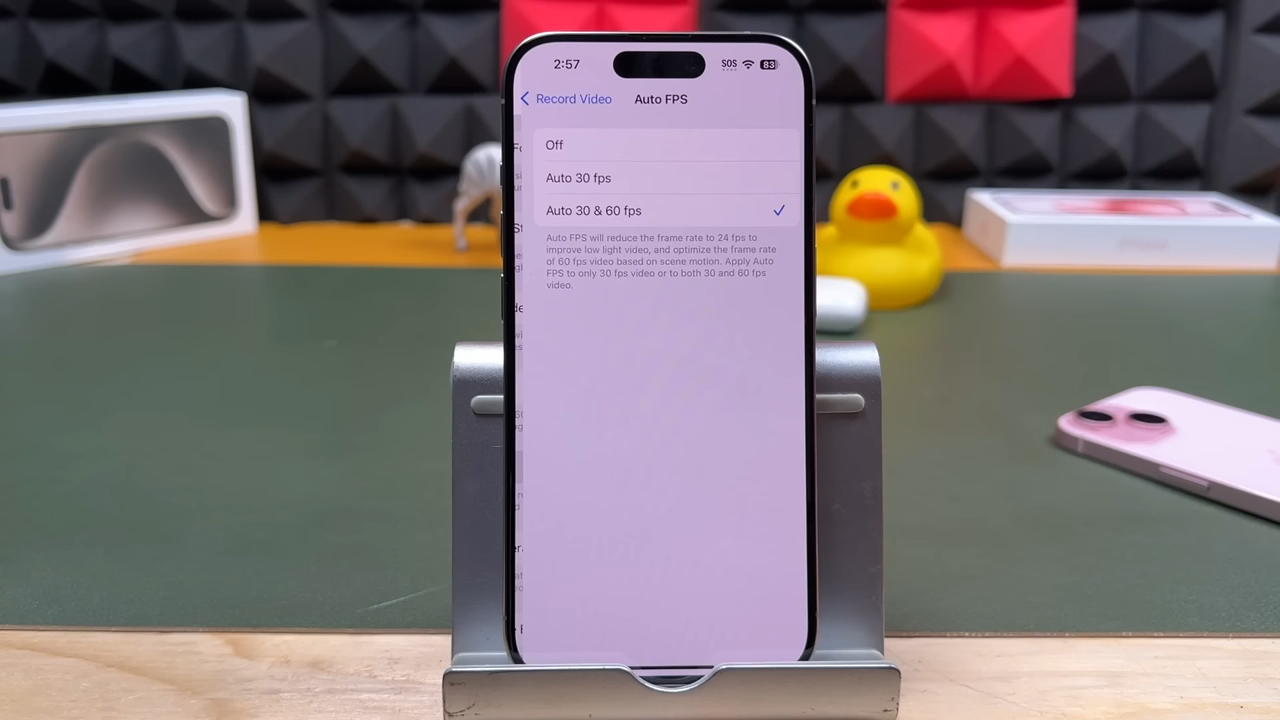 2:57
SOS
83
Record Video
Auto FPS
Off
Auto 30 fps
Auto 30 & 60 fps
Auto FPS will reduce the frame rate to 24 fps to
improve low light video, and optimize the frame rate
of 60 fps video based on scene motion. Apply Auto
FPS to only 30 fps video or to both 30 and 60 fps
video.